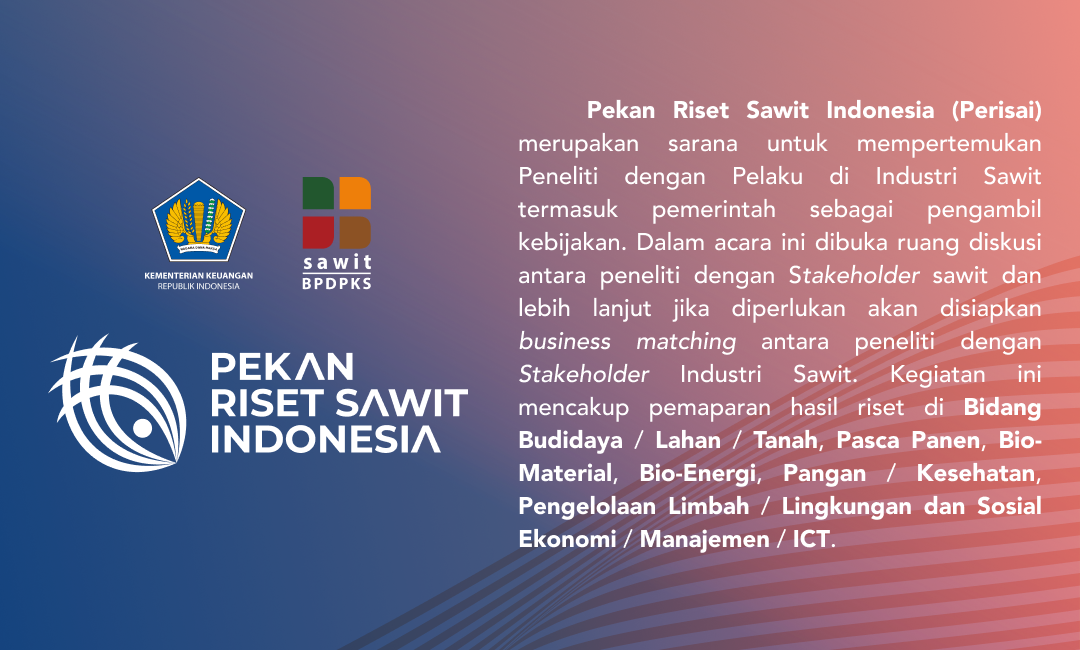 NAGARA DANA RAKCA
KEMENTERIAN KEUANGAN
REPUBLIK INDONESIA
sawit
BPDPKS
PEKAN
RISET SAWIT
INDONESIA
Pekan Riset Sawit Indonesia (Perisai)
merupakan sarana untuk mempertemukan
Peneliti dengan Pelaku di Industri Sawit
termasuk pemerintah sebagai pengambil
kebijakan. Dalam acara ini dibuka ruang diskusi
antara peneliti dengan Stakeholder sawit dan
lebih lanjut jika diperlukan akan disiapkan
business matching antara peneliti dengan
Stakeholder Industri Sawit. Kegiatan ini
mencakup pemaparan hasil riset di Bidang
Budidaya / Lahan / Tanah, Pasca Panen, Bio-
Material, Bio-Energi, Pangan / Kesehatan,
Pengelolaan Limbah / Lingkungan dan Sosial
Ekonomi / Manajemen / ICT.